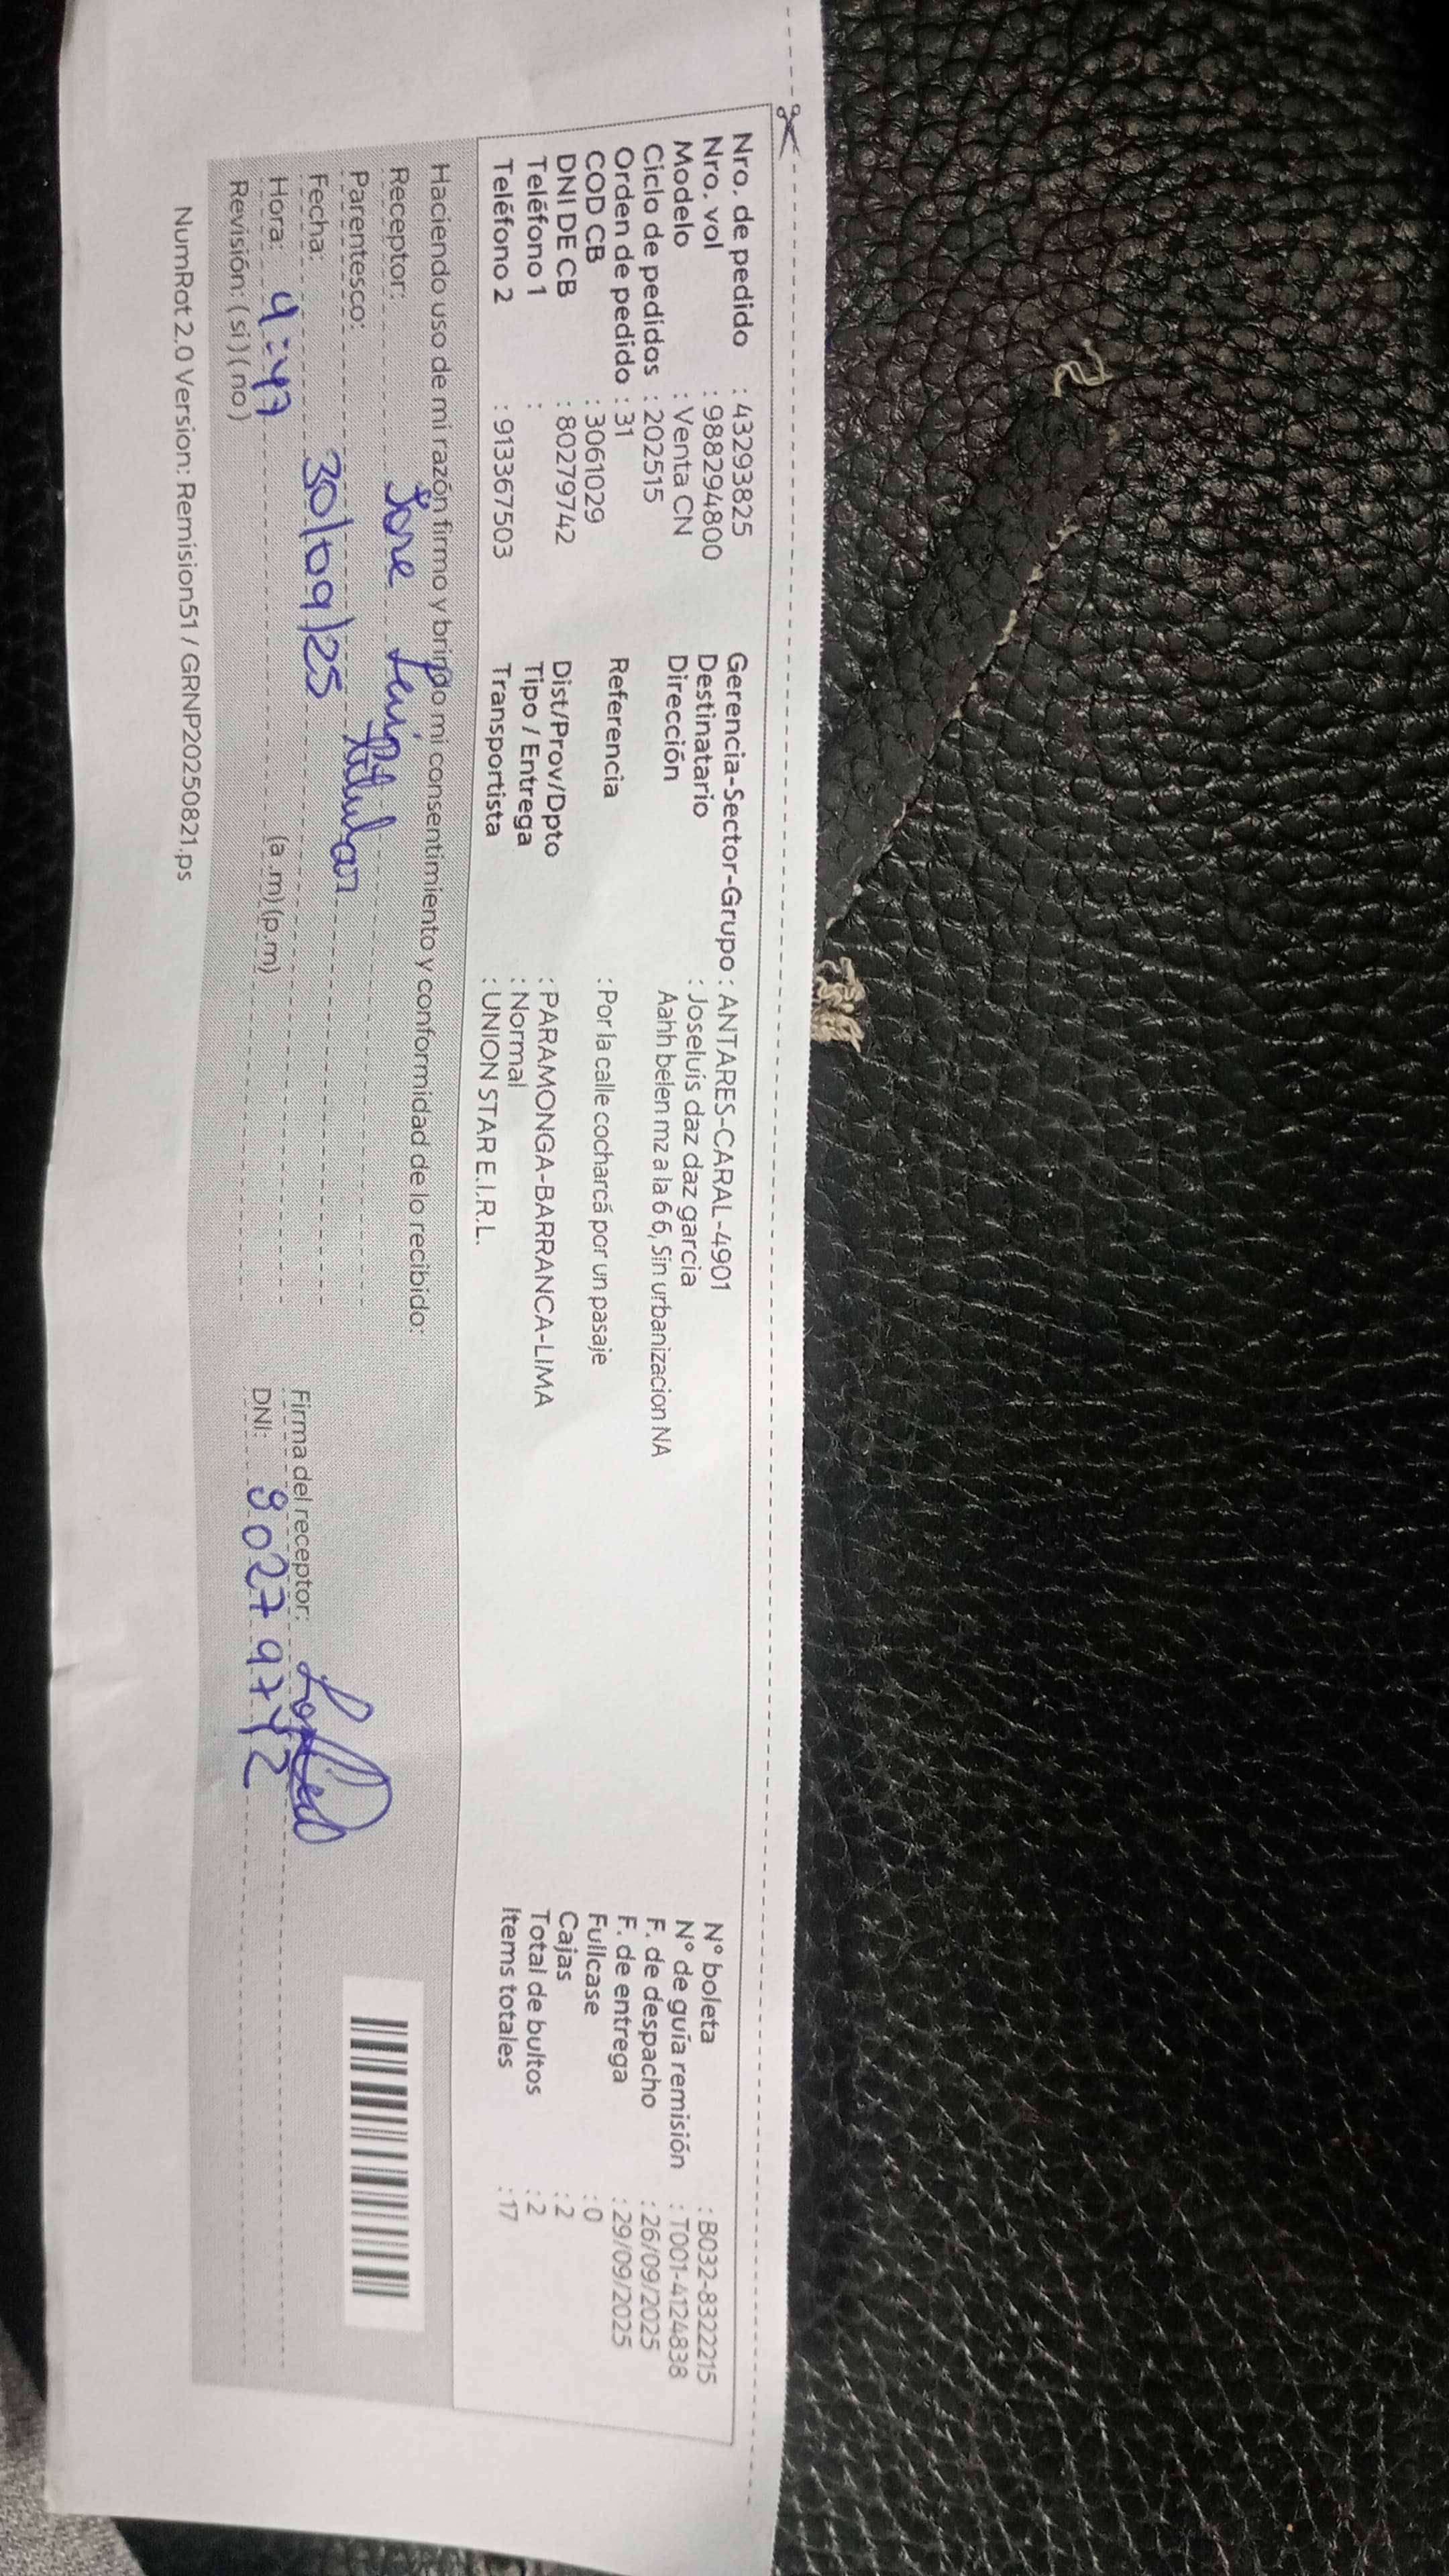 Nro. de pedido : 43293825
Nro. vol : 988294800
Modelo : Venta CN
Ciclo de pedidos : 202515
Orden de pedido : 31
COD CB : 3061029
DNI DE CB : 80279742
Teléfono 1 :
Teléfono 2 : 913367503
Gerencia-Sector-Grupo : ANTARES-CARAL-4901
Destinatario : Joseluis daz daz garcia
Dirección Aahh belen mz a la 6 6, Sin urbanizacion NA
Referencia : Por la calle cocharcá por un pasaje
Dist/Prov/Dpto : PARAMONGA-BARRANCA-LIMA
Tipo / Entrega : Normal
Transportista : UNION STAR E.I.R.L.
N° boleta : B032-8322215
N° de guía remisión : T001-4124838
F. de despacho : 26/09/2025
F. de entrega : 29/09/2025
Fullcase : 0
Cajas : 2
Total de bultos : 2
Items totales : 17
Haciendo uso de mi razón firmo y brindo mi consentimiento y conformidad de lo recibido:
Receptor: Jose Luis
Parentesco: titular
Fecha: 30/09/25
Hora: 4:47 (a.m) (p.m)
Revisión: (si) (no)
Firma del receptor:
DNI: 80279742
NumRot 2.0 Version: Remision51 / GRNP20250821.ps